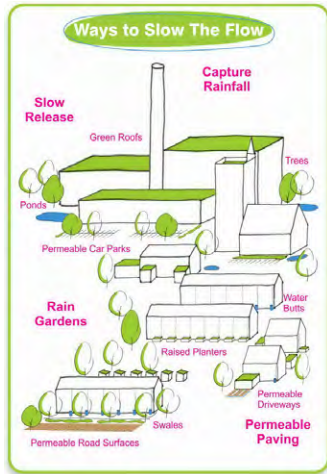 Ways to Slow The Flow
Capture
Rainfall
Slow
Release
Green Roofs
Trees
Ponds
Permeable Car Parks
Rain
Gardens
Water
Butts
Raised Planters
Permeable
Driveways
Swales
Permeable
Paving
Permeable Road Surfaces